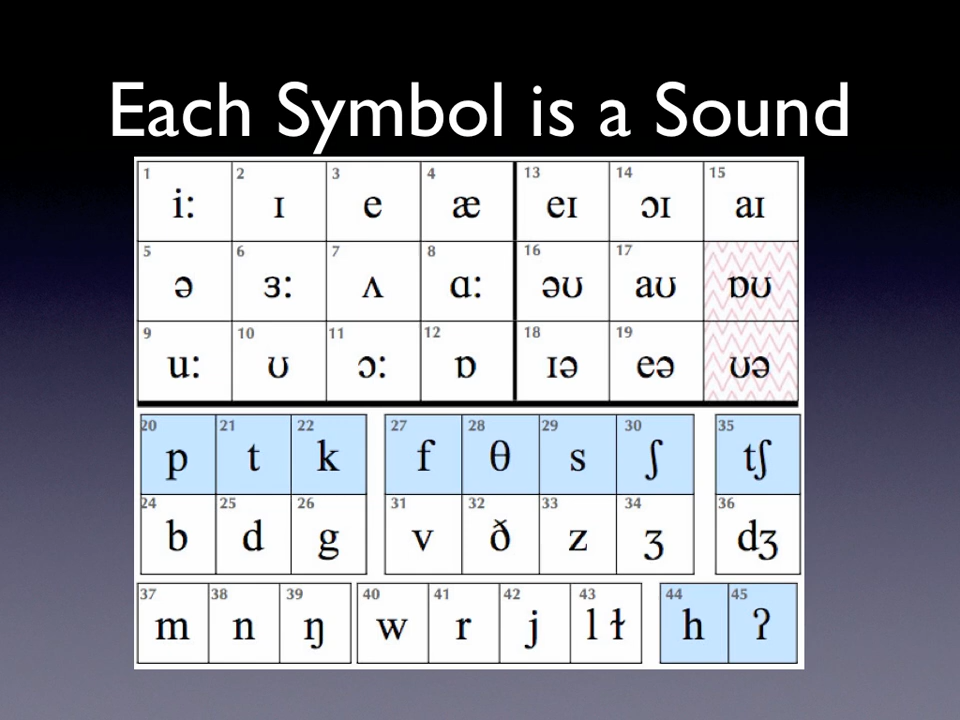 Each Symbol is a Sound
1 i: 2 ɪ 3 e 4 æ 13 eɪ 14 ɔɪ 15 aɪ
5 ə 6 ɜ: 7 ʌ 8 ɑ: 16 əʊ 17 aʊ ɒʊ
9 u: 10 ʊ 11 ɔ: 12 ɒ 18 ɪə 19 eə ʊə
20 p 21 t 22 k 27 f 28 θ 29 s 30 ʃ 35 tʃ
24 b 25 d 26 g 31 v 32 ð 33 z 34 ʒ 36 dʒ
37 m 38 n 39 ŋ 40 w 41 r 42 j 43 l ɫ 44 h 45 ʔ